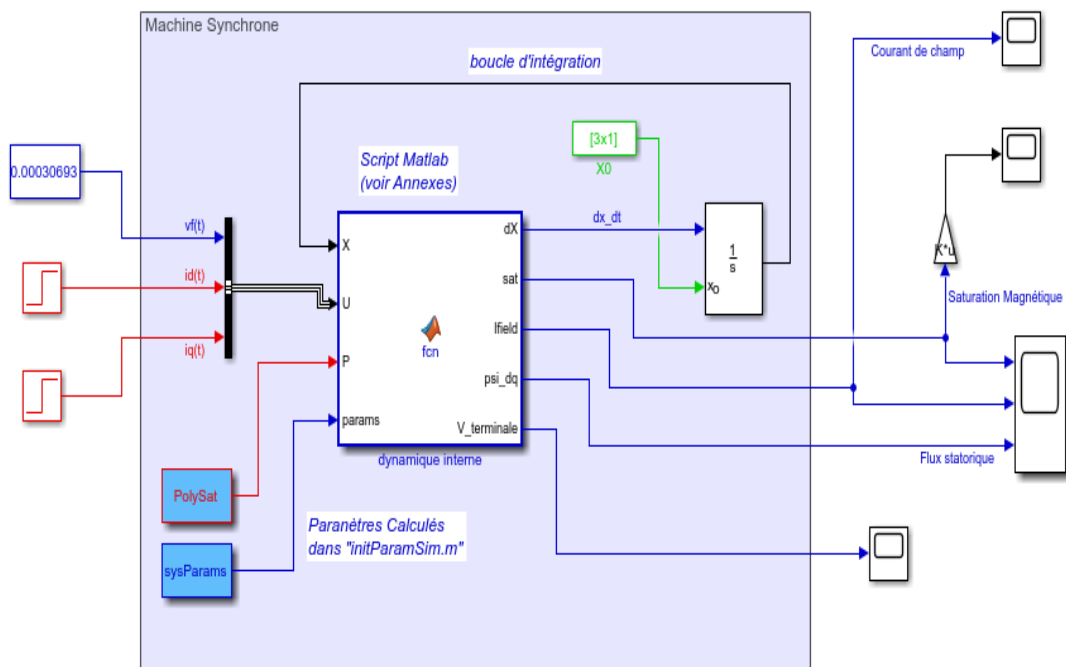 Machine Synchrone
Courant de champ
boucle d'intégration
[3x1]
X0
0.00030693
Script Matlab
(voir Annexes)
vf(t)
id(t)
iq(t)
X
U
P
params
fcn
dX
sat
Ifield
psi_dq
V_terminale
dynamique interne
dx_dt
1
s
xo
K*u
Saturation Magnétique
Flux statorique
PolySat
sysParams
Paranètres Calculés
dans "initParamSim.m"